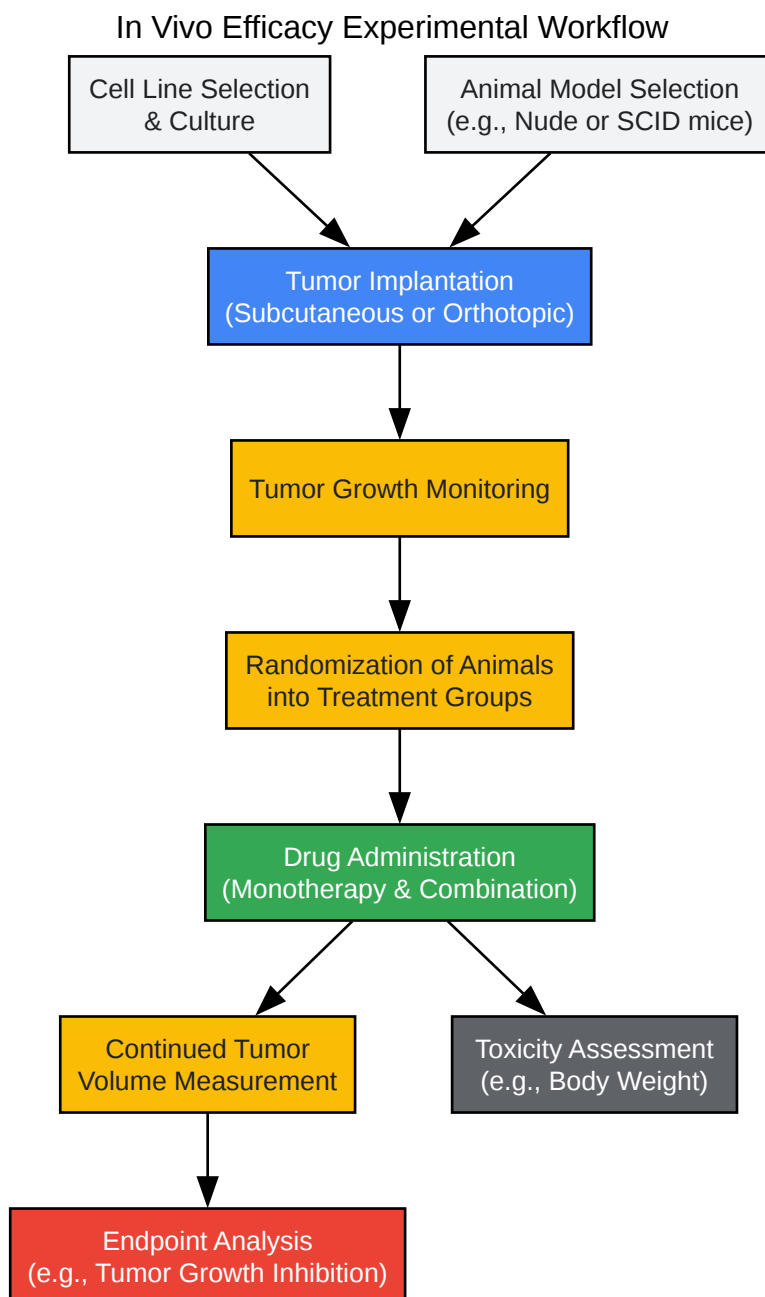 In Vivo Efficacy Experimental Workflow
Cell Line Selection
& Culture
Animal Model Selection
(e.g., Nude or SCID mice)
Tumor Implantation
(Subcutaneous or Orthotopic)
Tumor Growth Monitoring
Randomization of Animals
into Treatment Groups
Drug Administration
(Monotherapy & Combination)
Continued Tumor
Volume Measurement
Toxicity Assessment
(e.g., Body Weight)
Endpoint Analysis
(e.g., Tumor Growth Inhibition)